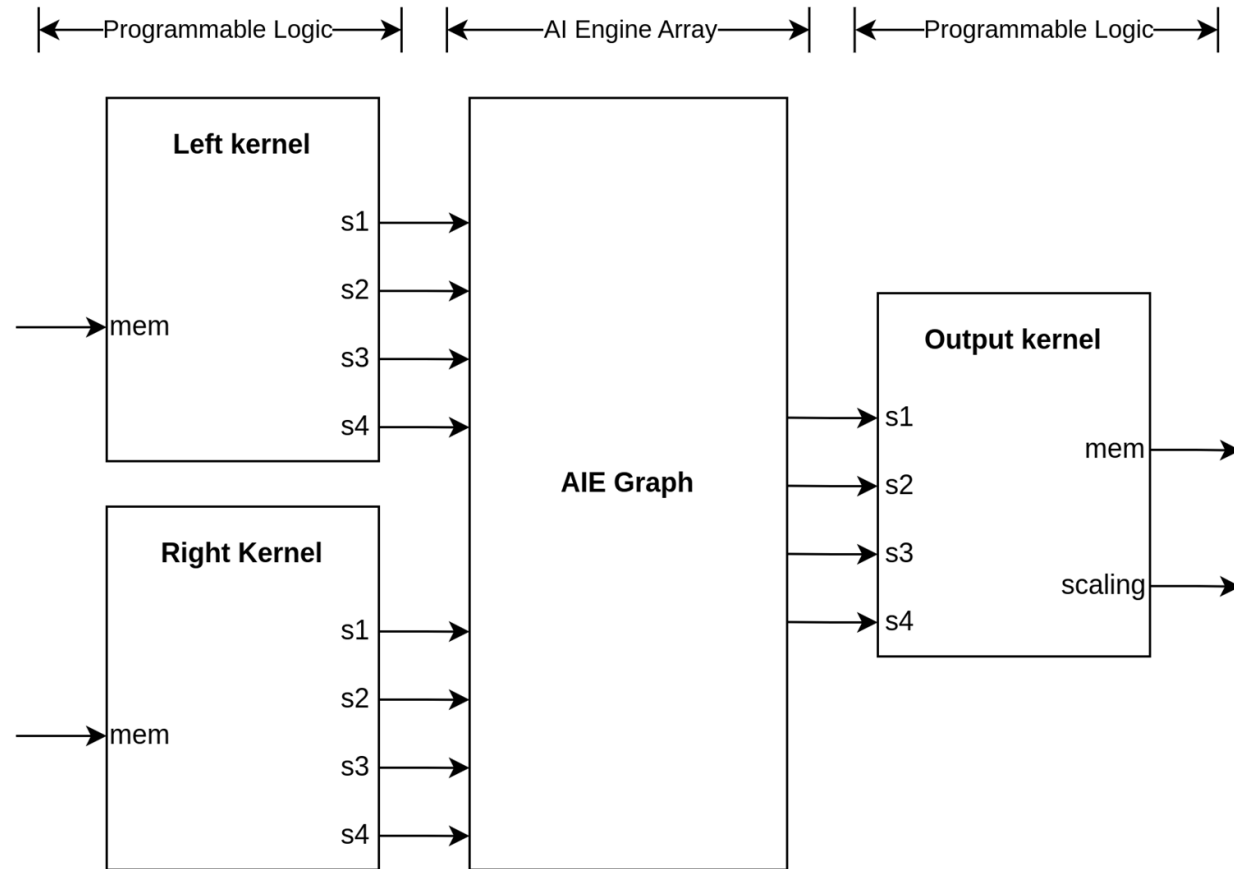 Programmable Logic
AI Engine Array
Programmable Logic
Left kernel
s1
s2
mem
s3
s4
Right Kernel
s1
s2
mem
s3
s4
AIE Graph
Output kernel
s1
mem
s2
s3
scaling
s4